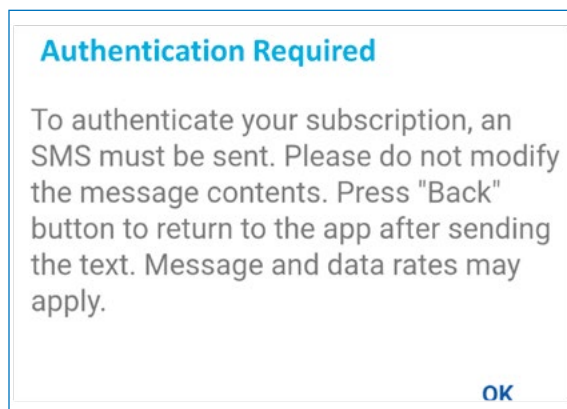 Authentication Required
To authenticate your subscription, an
SMS must be sent. Please do not modify
the message contents. Press "Back"
button to return to the app after sending
the text. Message and data rates may
apply.
OK